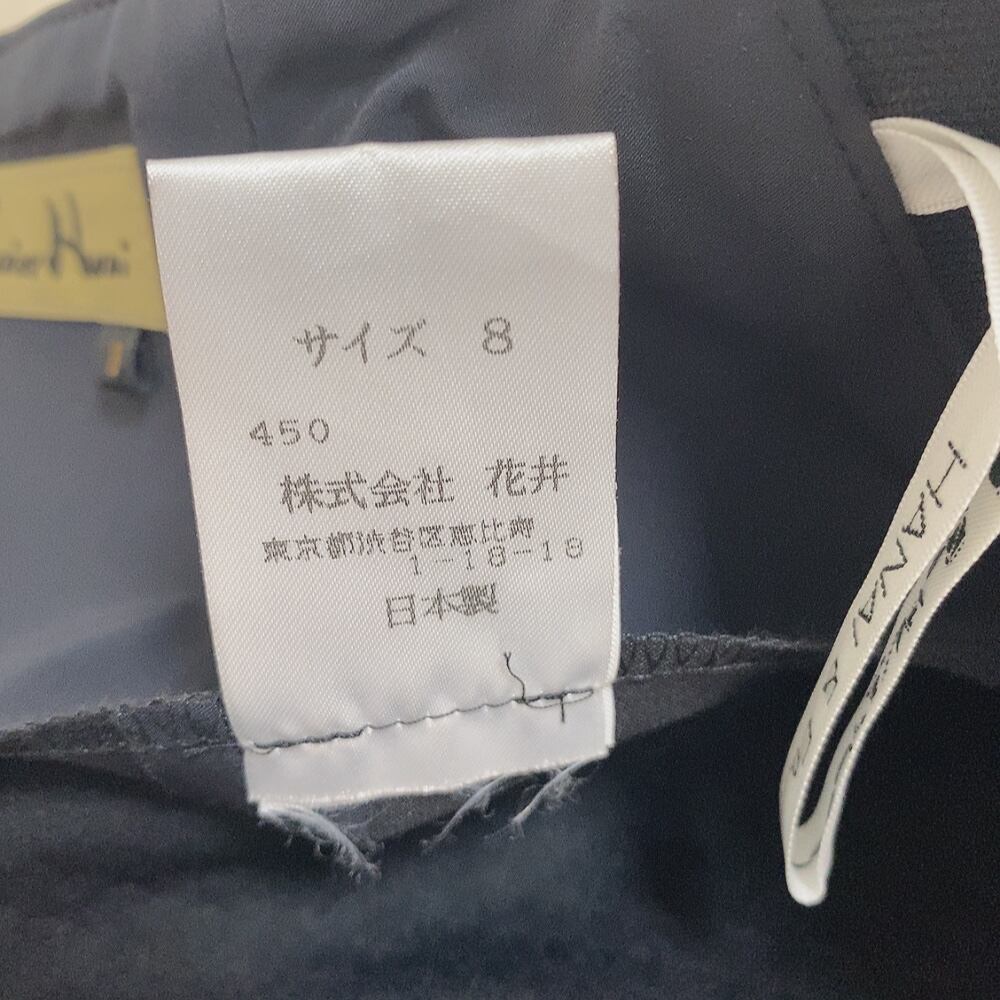 サイズ 8
450
株式会社 花井
東京都渋谷区恵比寿
1-18-18
日本製
HANAI